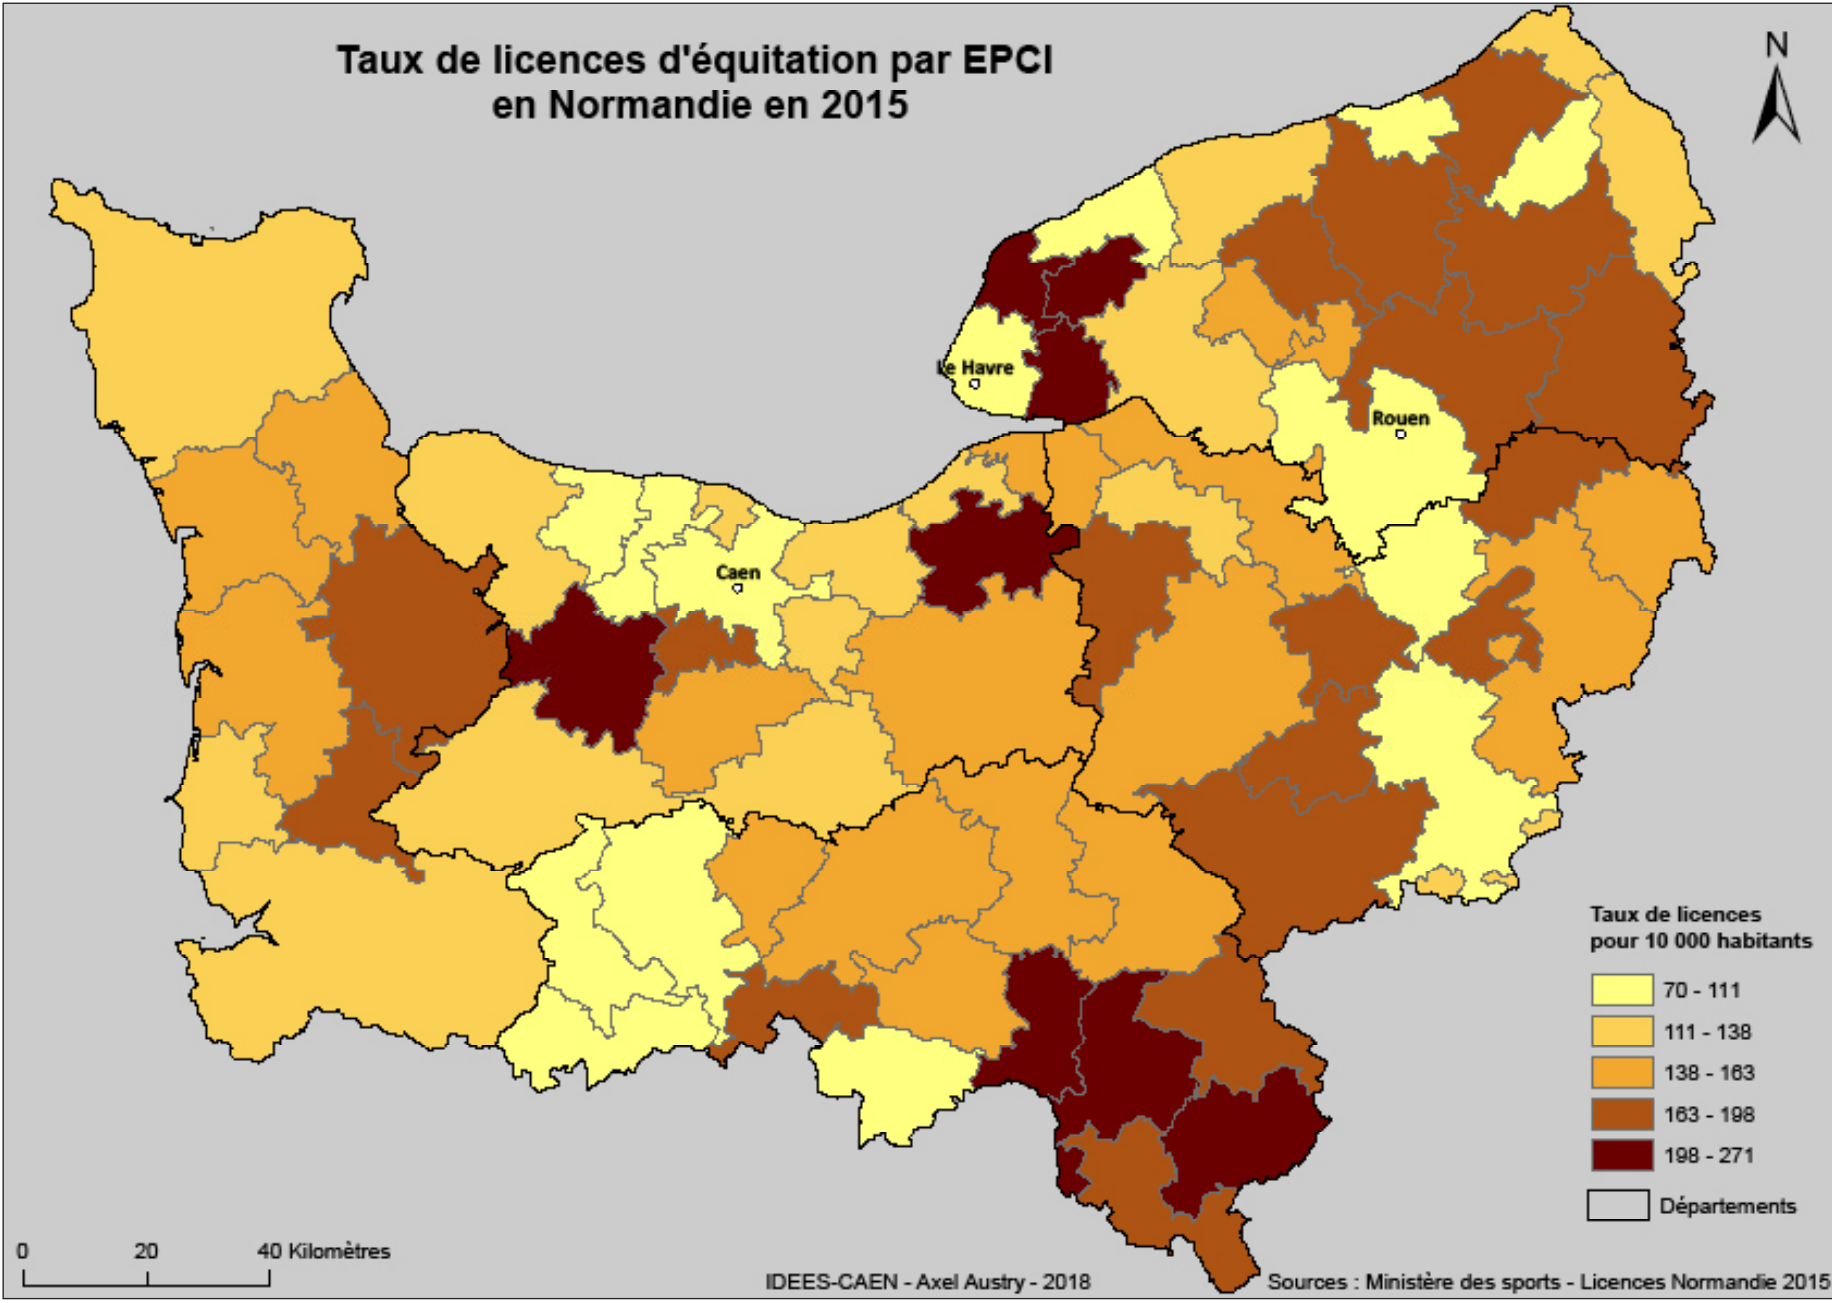 Taux de licences d'équitation par EPCI
en Normandie en 2015
N
Le Havre
Rouen
Caen
Taux de licences
pour 10 000 habitants
70 - 111
111 - 138
138 - 163
163 - 198
198 - 271
Départements
0 20 40 Kilomètres
IDEES-CAEN - Axel Austry - 2018
Sources : Ministère des sports - Licences Normandie 2015